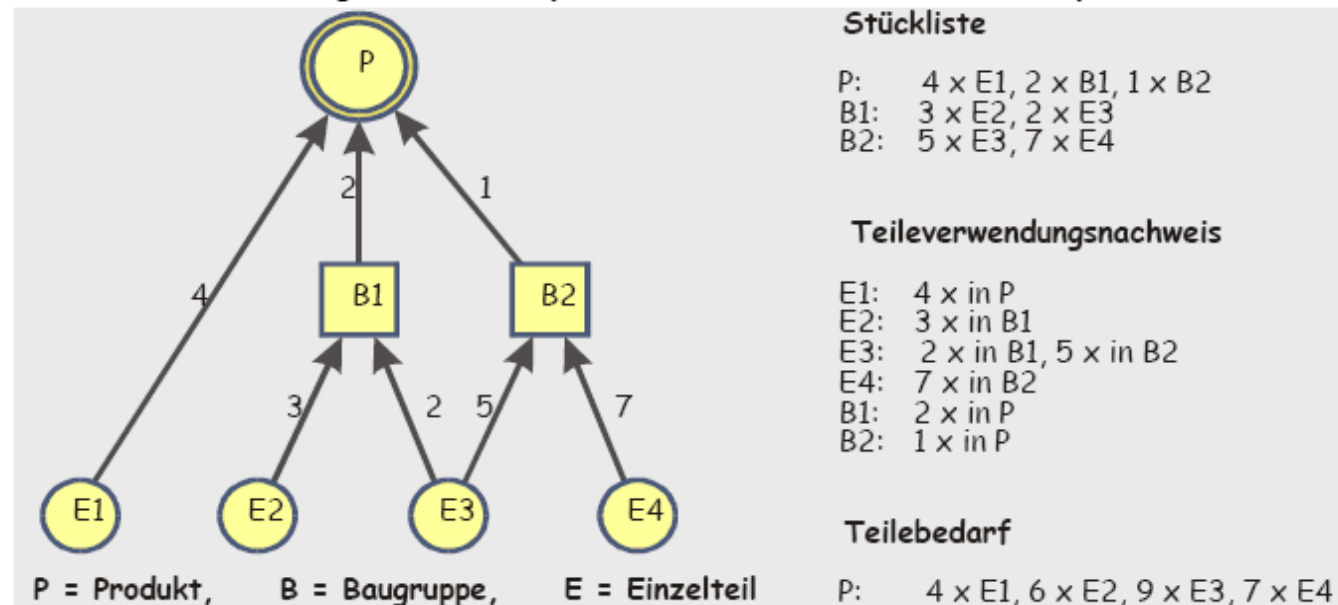 P
2
1
4
B1
B2
3
2
5
7
E1
E2
E3
E4
P = Produkt, B = Baugruppe, E = Einzelteil
Stückliste
P: 4 x E1, 2 x B1, 1 x B2
B1: 3 x E2, 2 x E3
B2: 5 x E3, 7 x E4
Teileverwendungsnachweis
E1: 4 x in P
E2: 3 x in B1
E3: 2 x in B1, 5 x in B2
E4: 7 x in B2
B1: 2 x in P
B2: 1 x in P
Teilebedarf
P: 4 x E1, 6 x E2, 9 x E3, 7 x E4